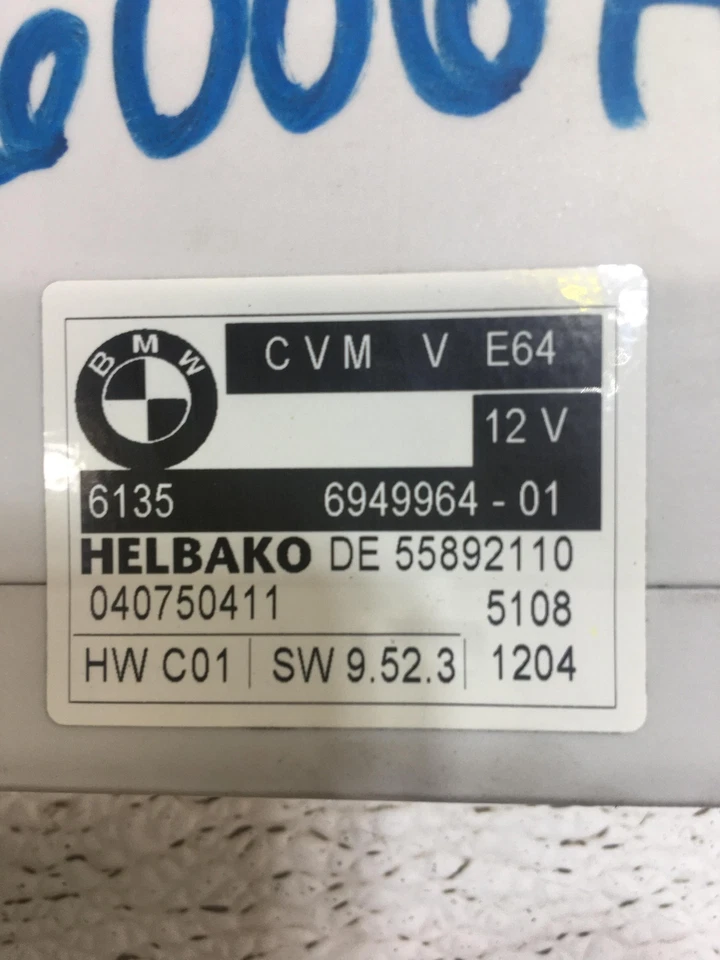 BMW
CVM V E64
12 V
6135 6949964 - 01
HELBAKO DE 55892110
040750411 5108
HW C01 SW 9.52.3 1204